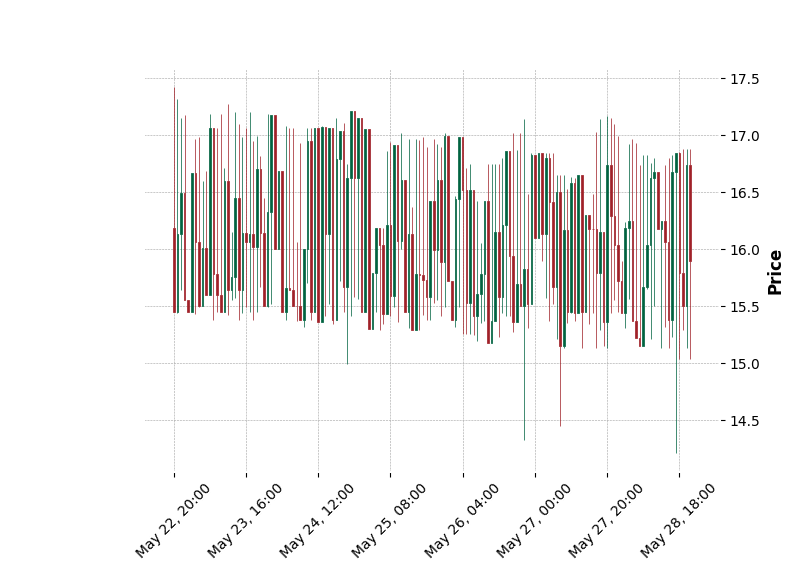 17.5
17.0
16.5
16.0
15.5
15.0
14.5
Price
May 22, 20:00
May 23, 16:00
May 24, 12:00
May 25, 08:00
May 26, 04:00
May 27, 00:00
May 27, 20:00
May 28, 18:00